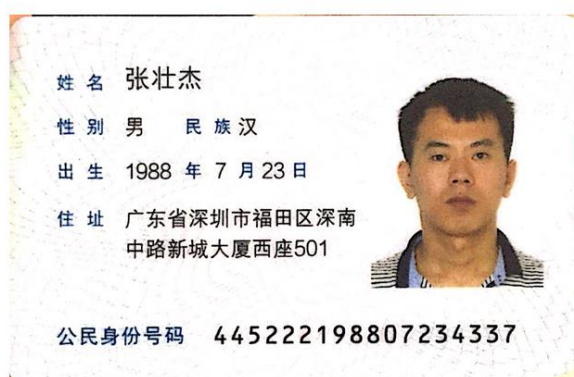 姓名 张壮杰
性别 男 民族 汉
出生 1988 年 7 月 23 日
住址 广东省深圳市福田区深南
中路新城大厦西座501
公民身份号码 445222198807234337